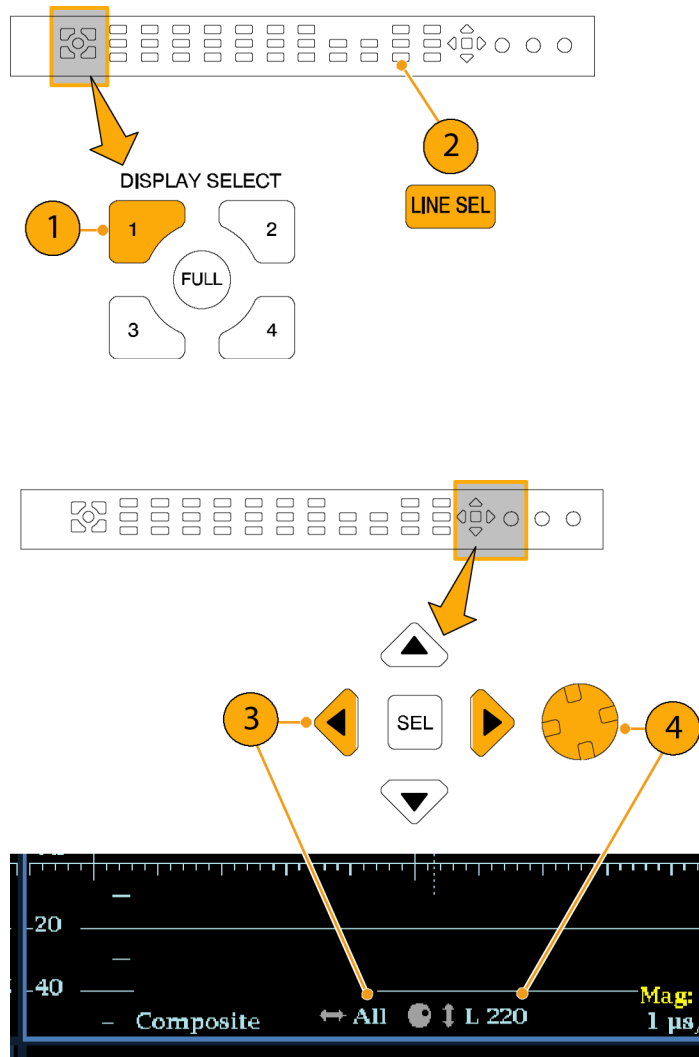 2
DISPLAY SELECT
LINE SEL
1
1
2
FULL
3
4
3
SEL
4
-20
-40
Mag:
Composite
All
L 220
1 µs/